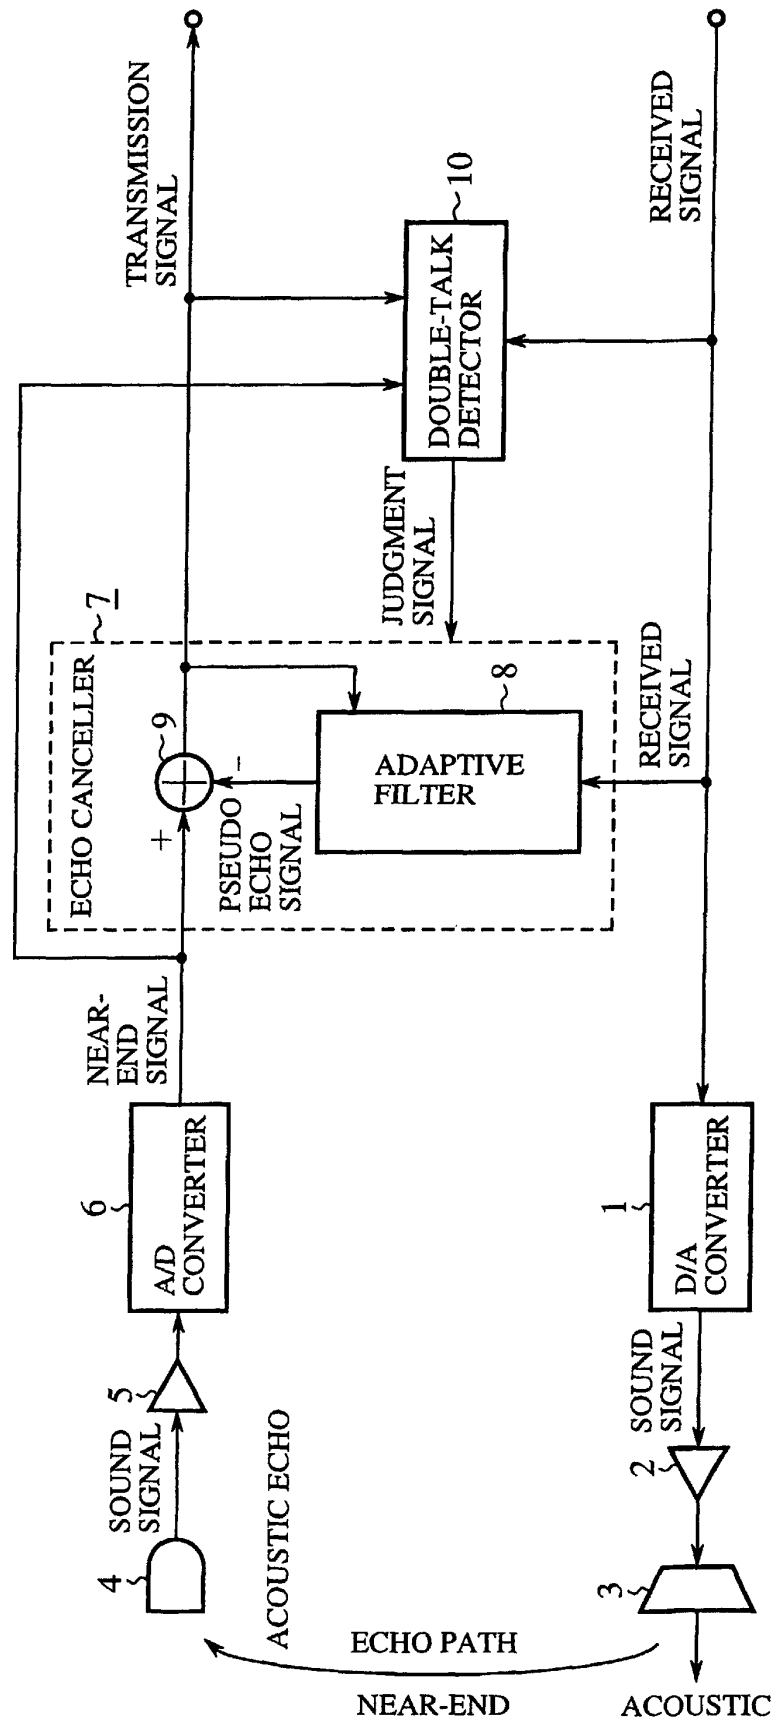 TRANSMISSION
SIGNAL
RECEIVED
SIGNAL
10
DOUBLE-TALK
DETECTOR
JUDGMENT
SIGNAL
7
ECHO CANCELLER
9
+
−
8
ADAPTIVE
FILTER
PSEUDO
ECHO
SIGNAL
RECEIVED
SIGNAL
NEAR-
END
SIGNAL
6
A/D
CONVERTER
1
D/A
CONVERTER
5
SOUND
SIGNAL
SOUND
SIGNAL
2
4
3
ACOUSTIC ECHO
ECHO PATH
NEAR-END
ACOUSTIC